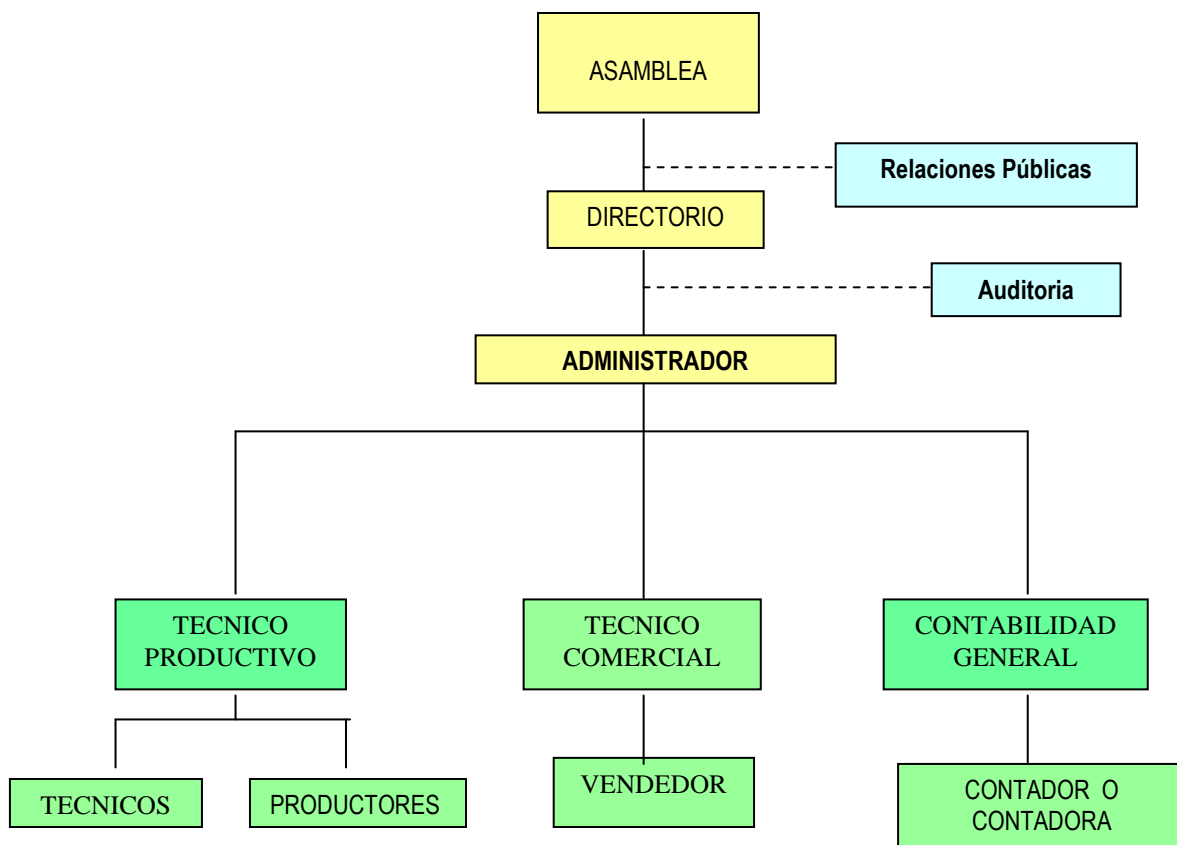 ASAMBLEA
Relaciones Públicas
DIRECTORIO
Auditoria
ADMINISTRADOR
TECNICO
PRODUCTIVO
TECNICO
COMERCIAL
CONTABILIDAD
GENERAL
TECNICOS
PRODUCTORES
VENDEDOR
CONTADOR O
CONTADORA